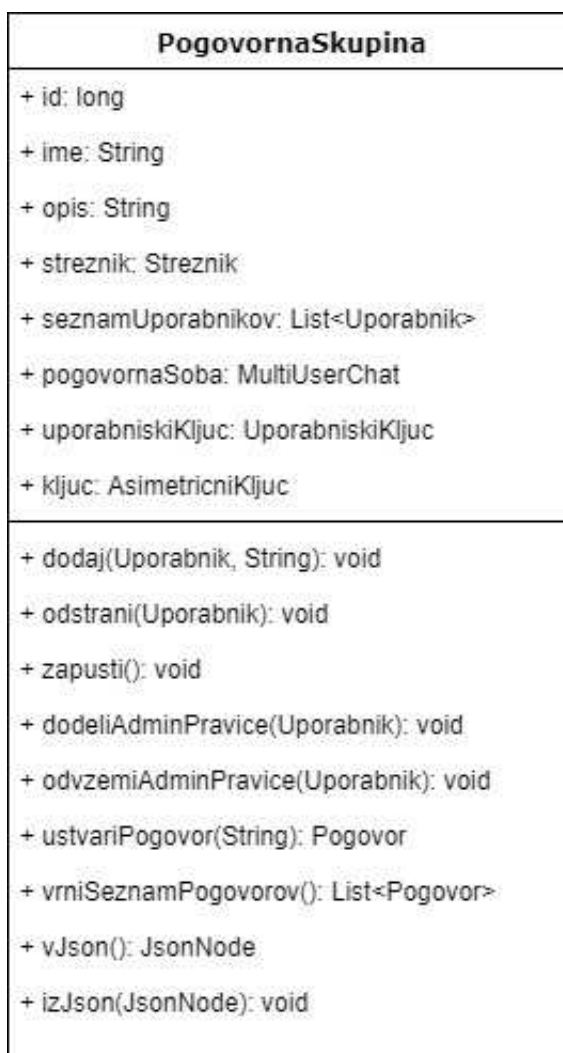 PogovornaSkupina
+ id: long
+ ime: String
+ opis: String
+ streznik: Streznik
+ seznamUporabnikov: List<Uporabnik>
+ pogovornaSoba: MultiUserChat
+ uporabniskiKljuc: UporabniskiKljuc
+ kljuc: AsimetricniKljuc
+ dodaj(Uporabnik, String): void
+ odstrani(Uporabnik): void
+ zapusti(): void
+ dodeliAdminPravice(Uporabnik): void
+ odvzemiAdminPravice(Uporabnik): void
+ ustvariPogovor(String): Pogovor
+ vrniSeznamPogovorov(): List<Pogovor>
+ vJson(): JsonNode
+ izJson(JsonNode): void